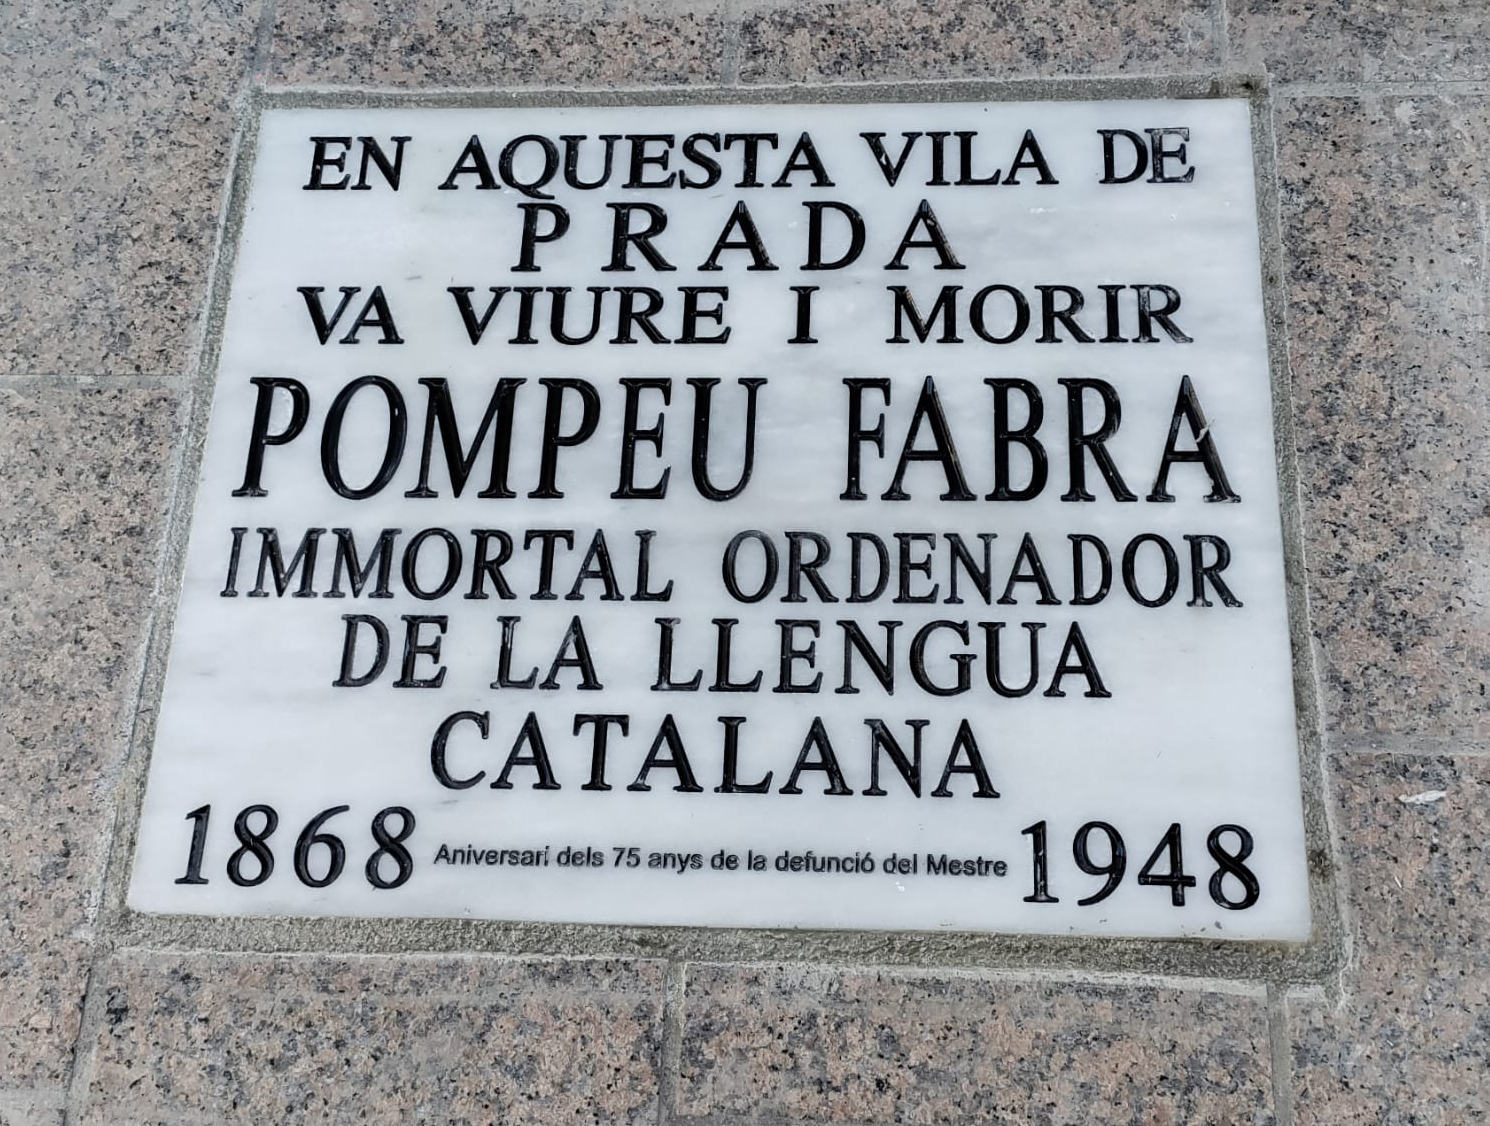 EN AQUESTA VILA DE
PRADA
VA VIURE I MORIR
POMPEU FABRA
IMMORTAL ORDENADOR
DE LA LLENGUA
CATALANA
1868 Aniversari dels 75 anys de la defunció del Mestre 1948